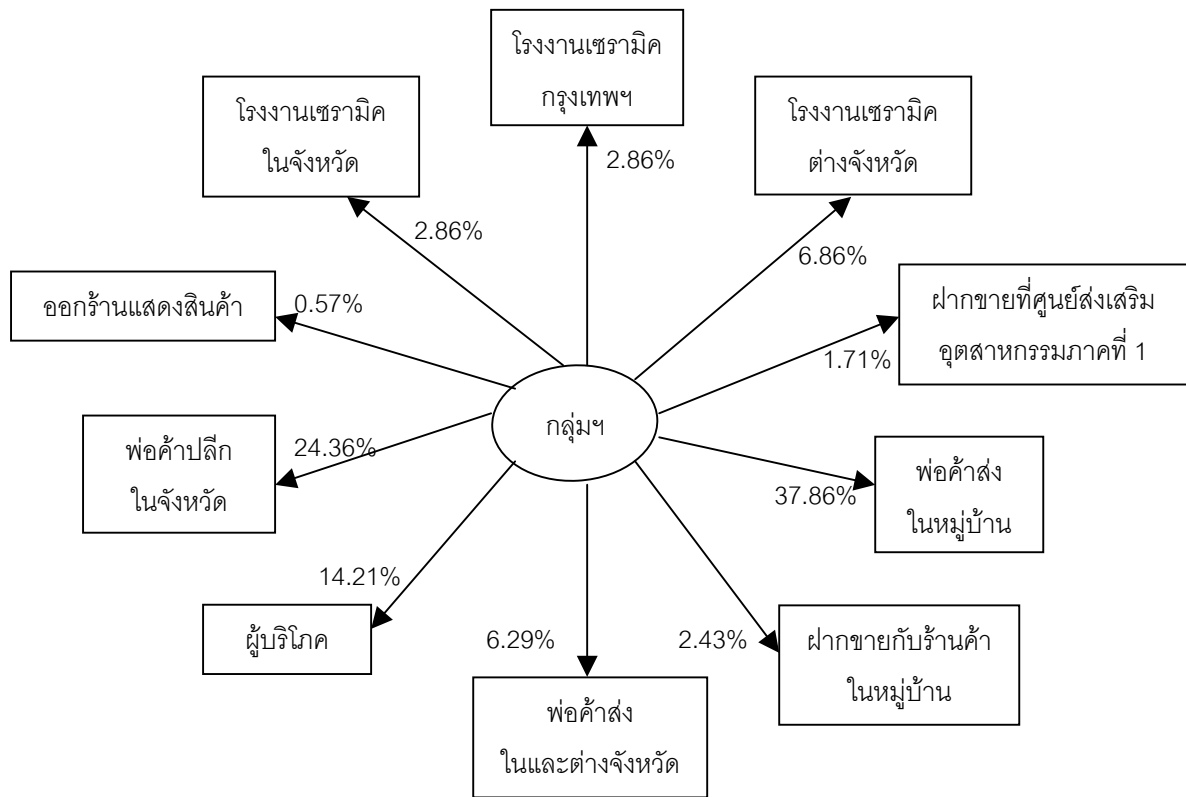 โรงงานเซรามิค
กรุงเทพฯ
โรงงานเซรามิค
ในจังหวัด
โรงงานเซรามิค
ต่างจังหวัด
2.86%
2.86%
6.86%
ออกร้านแสดงสินค้า
0.57%
ฝากขายที่ศูนย์ส่งเสริม
อุตสาหกรรมภาคที่ 1
1.71%
กลุ่มฯ
พ่อค้าปลีก
ในจังหวัด
24.36%
พ่อค้าส่ง
ในหมู่บ้าน
37.86%
14.21%
ผู้บริโภค
6.29%
2.43%
ฝากขายกับร้านค้า
ในหมู่บ้าน
พ่อค้าส่ง
ในและต่างจังหวัด